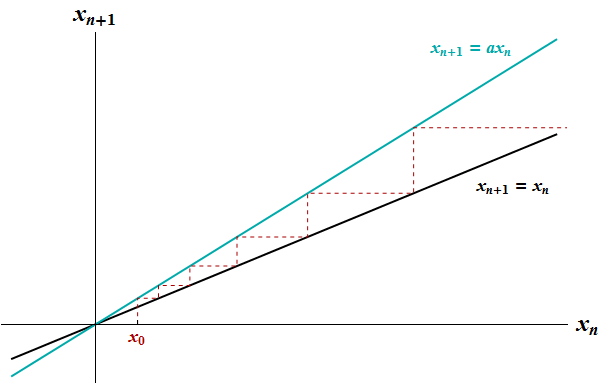 xₙ₊₁
xₙ₊₁ = axₙ
xₙ₊₁ = xₙ
xₙ
x₀